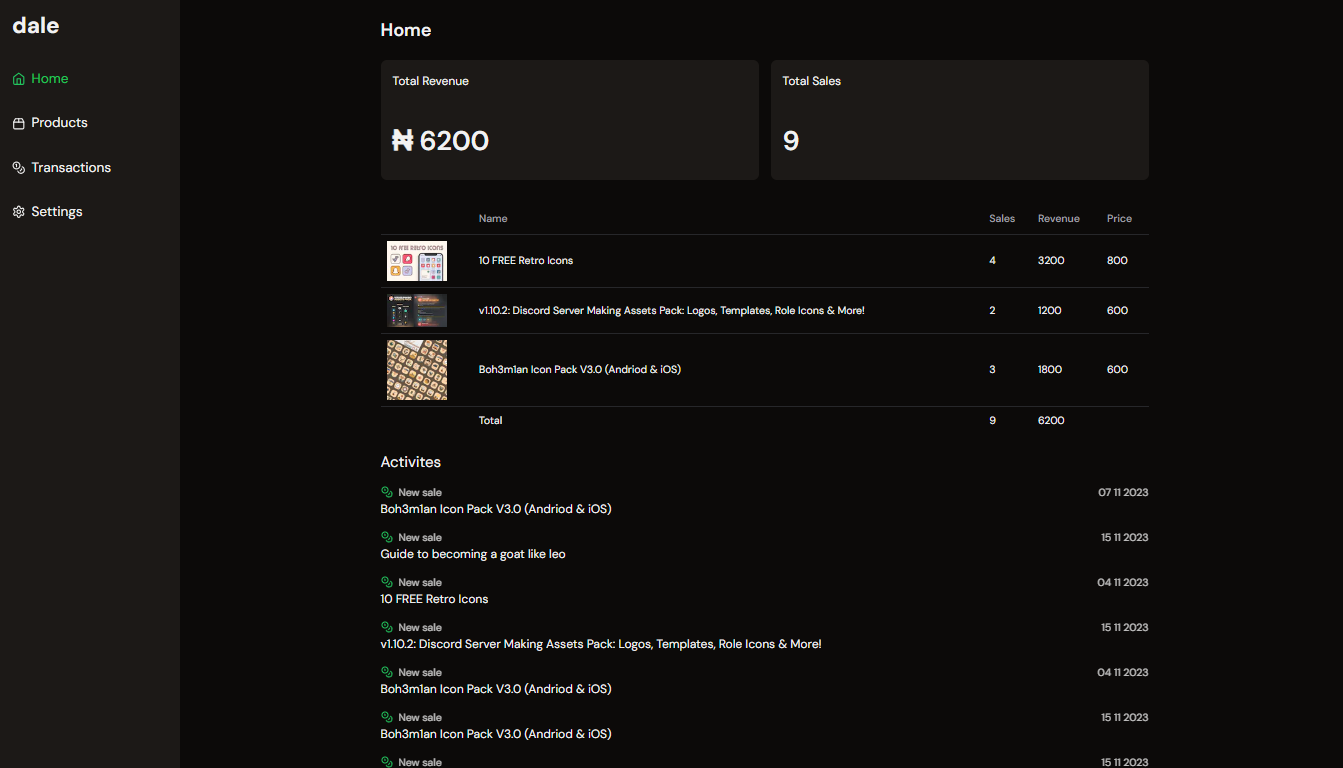 dale
Home
Products
Transactions
Settings
Home
Total Revenue
₦ 6200
Total Sales
9
Name Sales Revenue Price
10 FREE Retro Icons
10 FREE Retro Icons 4 3200 800
v1.10.2: Discord Server Making Assets Pack: Logos, Templates, Role Icons & More! 2 1200 600
Boh3m1an Icon Pack V3.0 (Andriod & iOS) 3 1800 600
Total 9 6200
Activites
New sale 07 11 2023
Boh3m1an Icon Pack V3.0 (Andriod & iOS)
New sale 15 11 2023
Guide to becoming a goat like leo
New sale 04 11 2023
10 FREE Retro Icons
New sale 15 11 2023
v1.10.2: Discord Server Making Assets Pack: Logos, Templates, Role Icons & More!
New sale 04 11 2023
Boh3m1an Icon Pack V3.0 (Andriod & iOS)
New sale 15 11 2023
Boh3m1an Icon Pack V3.0 (Andriod & iOS)
New sale 15 11 2023